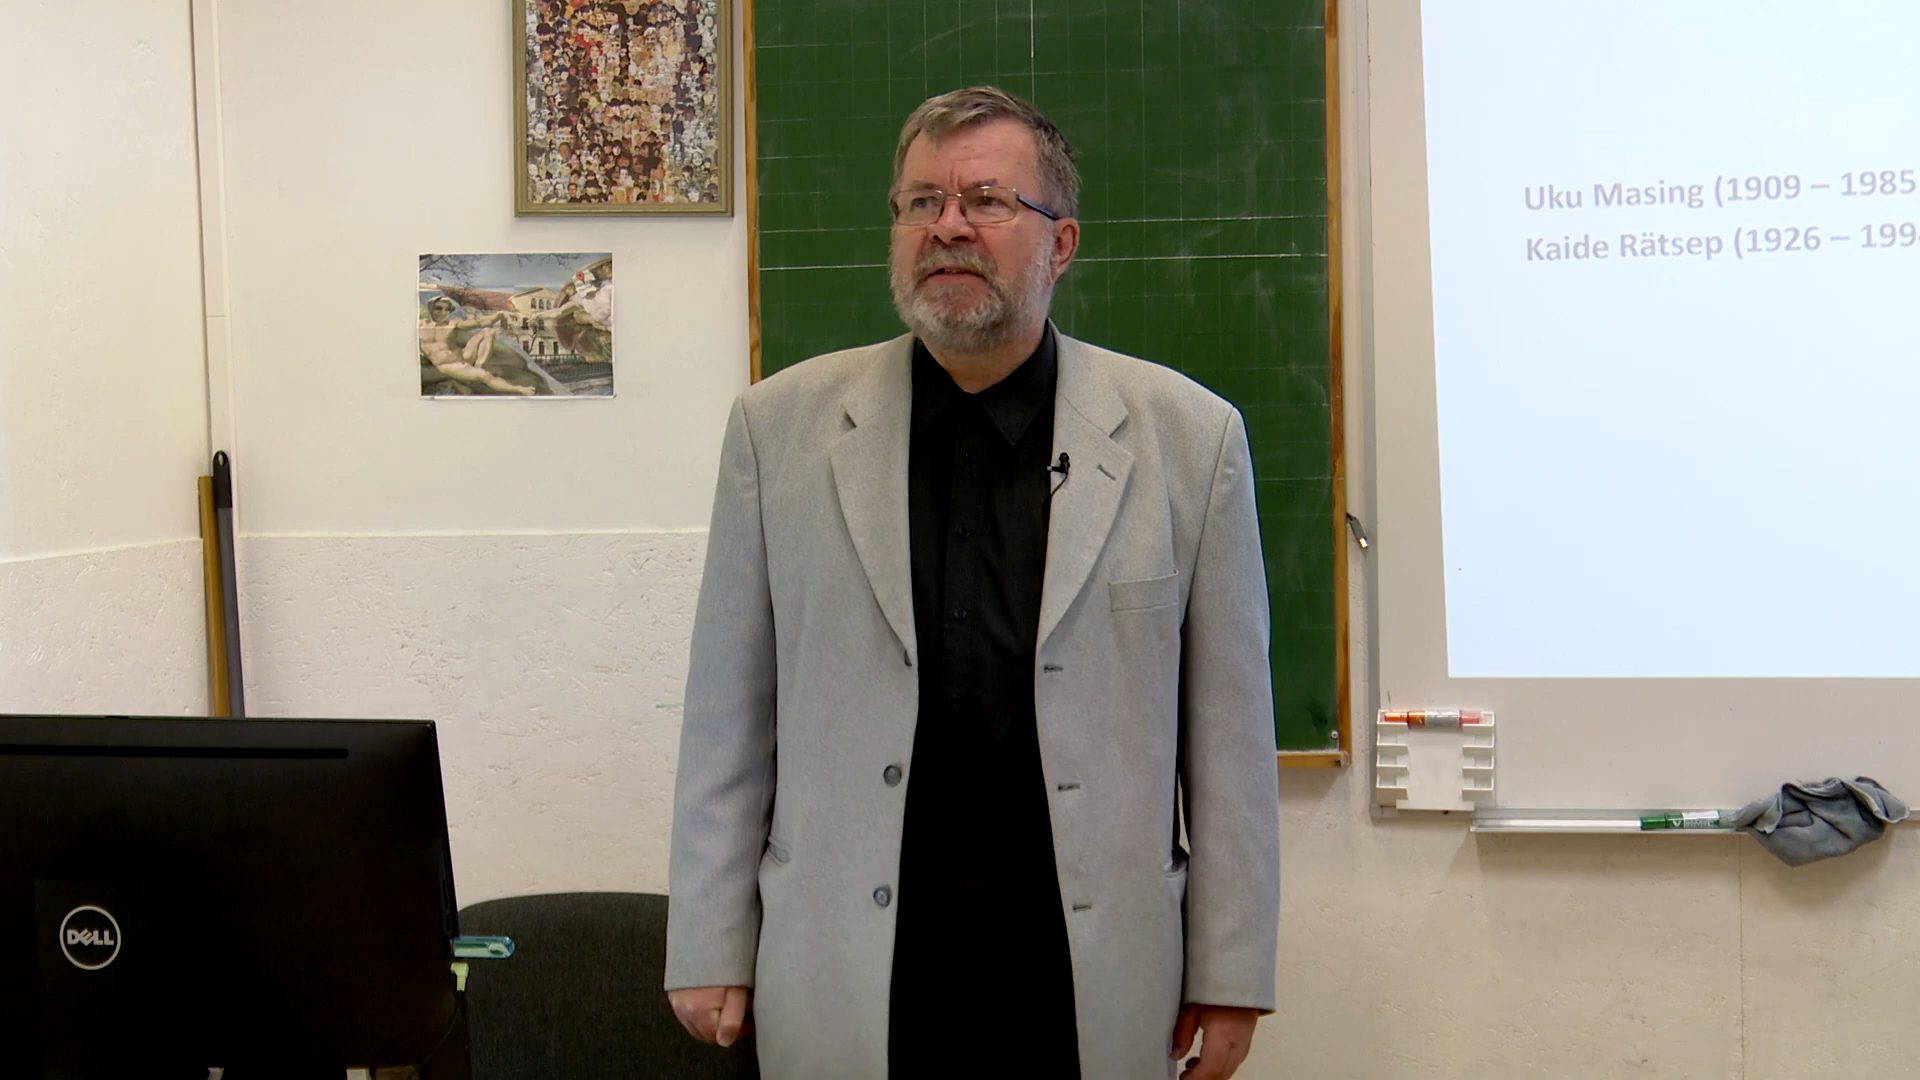 Uku Masing (1909 – 1985
Kaide Rätsep (1926 – 199
DELL